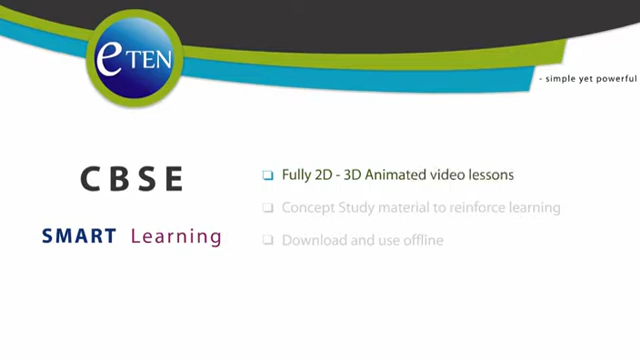 eTEN
- simple yet powerful
CBSE
SMART Learning
Fully 2D - 3D Animated video lessons
Concept Study material to reinforce learning
Download and use offline